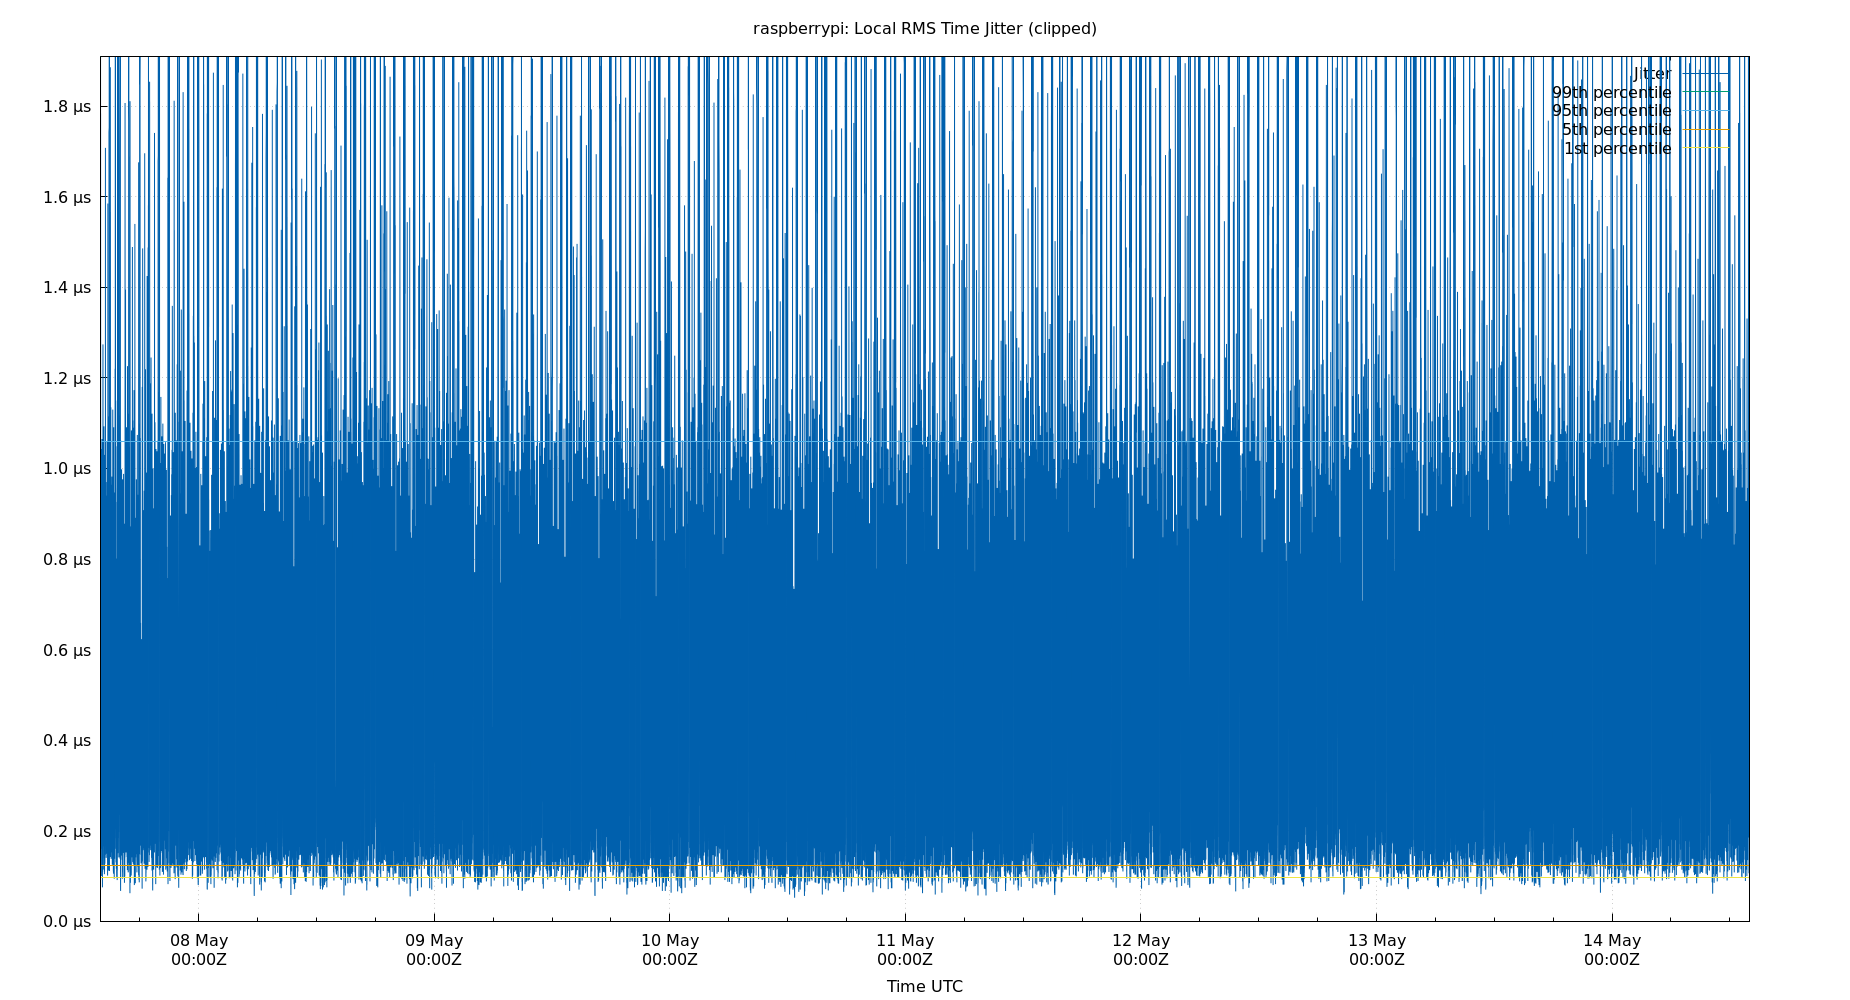 raspberrypi: Local RMS Time Jitter (clipped)
Jitter
99th percentile
95th percentile
5th percentile
1st percentile
1.8 µs
1.6 µs
1.4 µs
1.2 µs
1.0 µs
0.8 µs
0.6 µs
0.4 µs
0.2 µs
0.0 µs
08 May 09 May 10 May 11 May 12 May 13 May 14 May
00:00Z 00:00Z 00:00Z 00:00Z 00:00Z 00:00Z 00:00Z
Time UTC